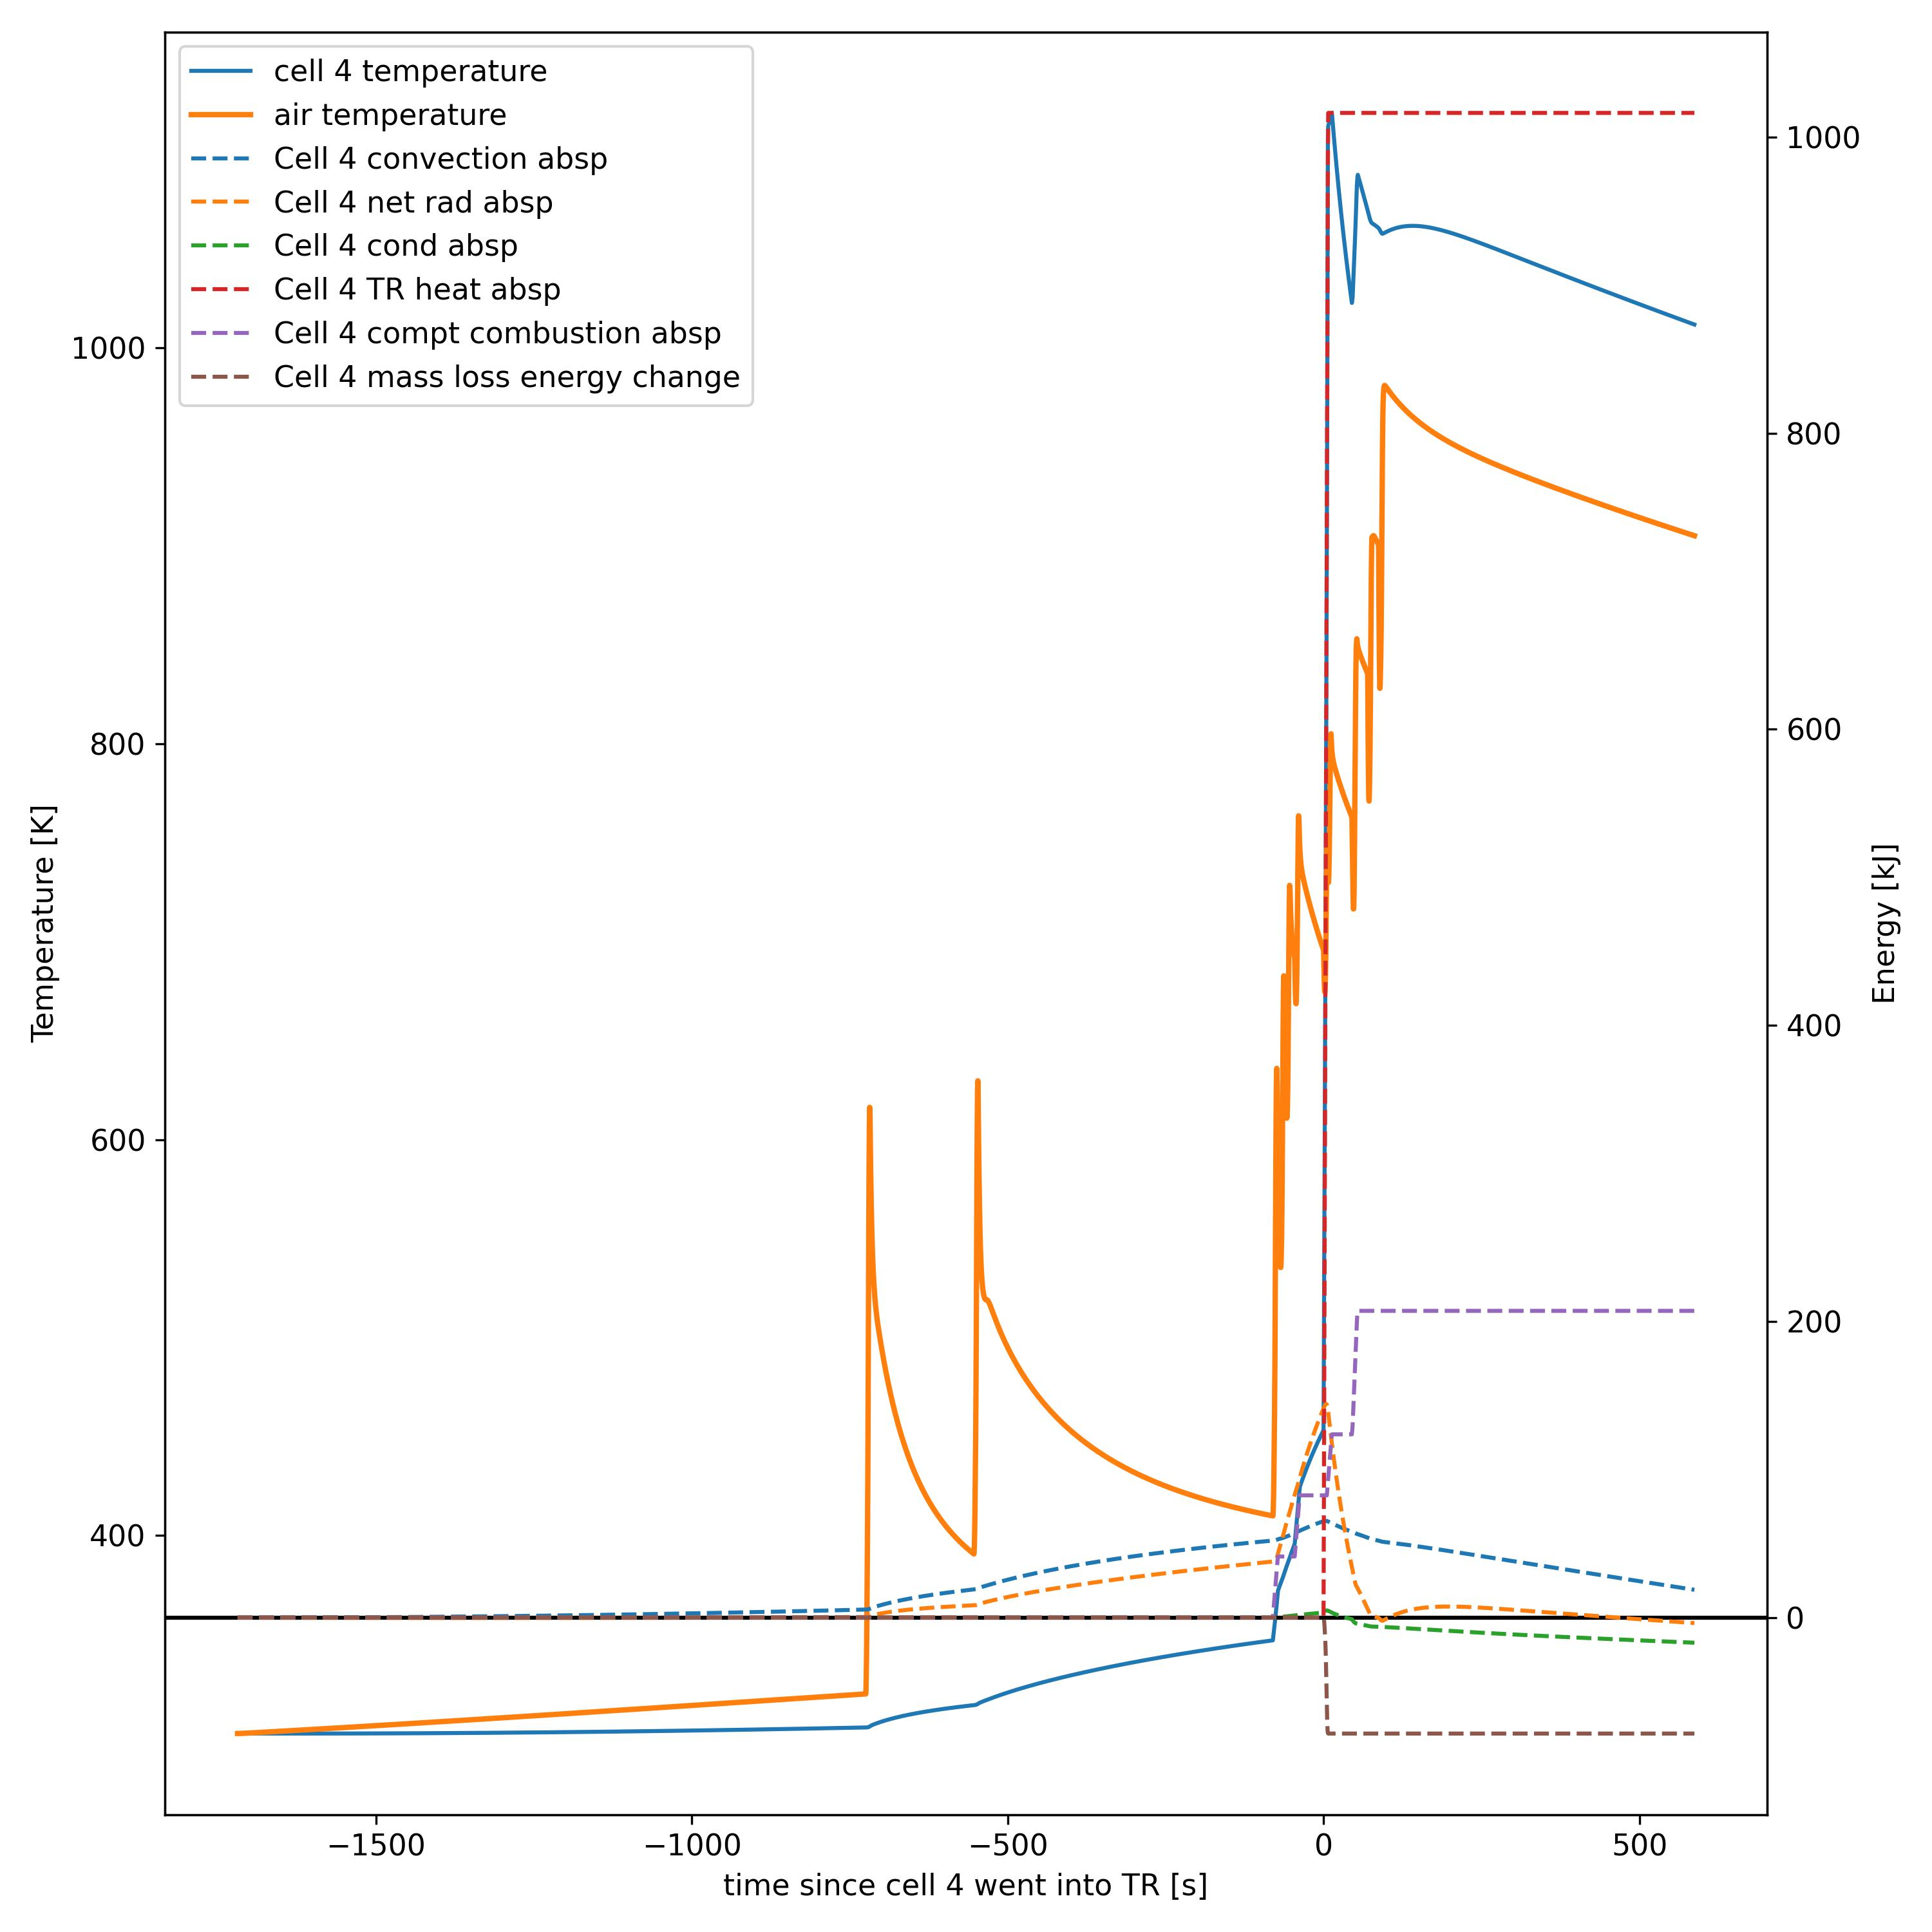 cell 4 temperature
air temperature
Cell 4 convection absp
Cell 4 net rad absp
Cell 4 cond absp
Cell 4 TR heat absp
Cell 4 compt combustion absp
Cell 4 mass loss energy change
1000
800
600
400
Temperature [K]
1000
800
600
400
200
0
Energy [kJ]
−1500 −1000 −500 0 500
time since cell 4 went into TR [s]